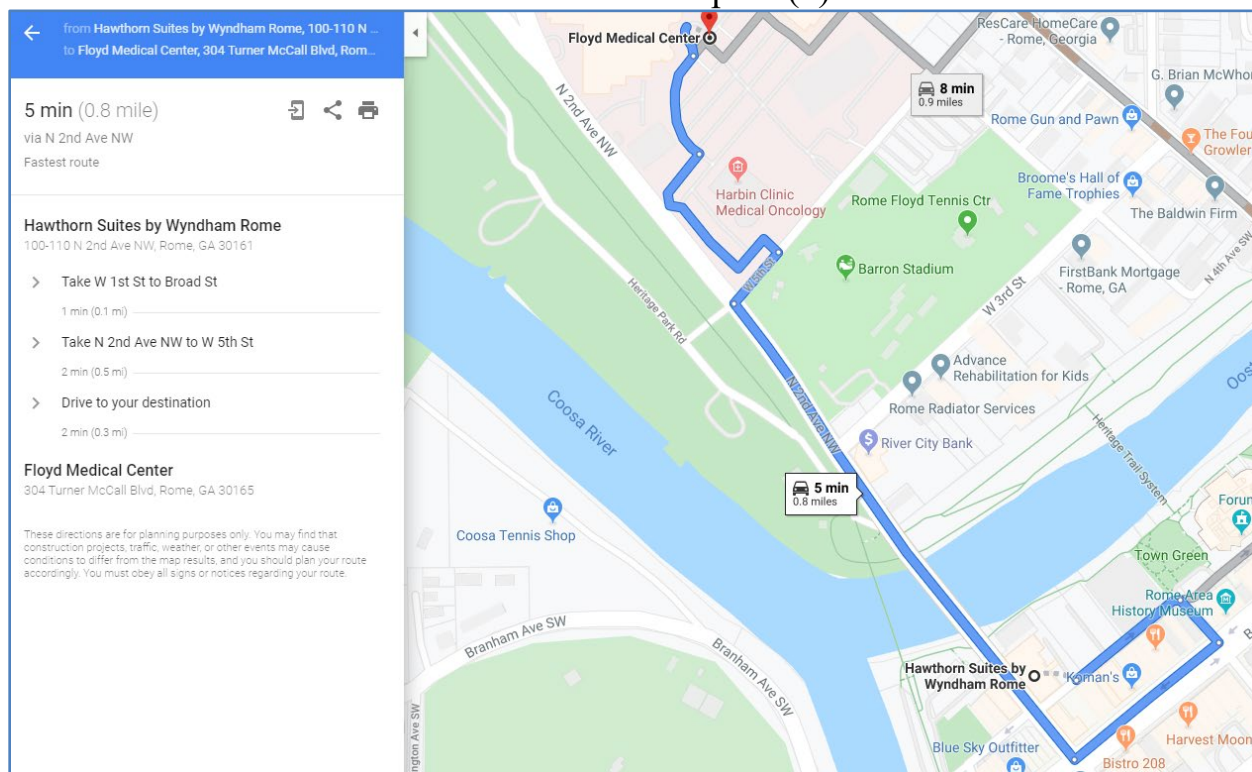 from Hawthorn Suites by Wyndham Rome, 100-110 N ...
to Floyd Medical Center, 304 Turner McCall Blvd, Rom...
5 min (0.8 mile)
via N 2nd Ave NW
Fastest route
Hawthorn Suites by Wyndham Rome
100-110 N 2nd Ave NW, Rome, GA 30161
Take W 1st St to Broad St
1 min (0.1 mi)
Take N 2nd Ave NW to W 5th St
2 min (0.5 mi)
Drive to your destination
2 min (0.3 mi)
Floyd Medical Center
304 Turner McCall Blvd, Rome, GA 30165
These directions are for planning purposes only. You may find that
construction projects, traffic, weather, or other events may cause
conditions to differ from the map results, and you should plan your route
accordingly. You must obey all signs or notices regarding your route.
Floyd Medical Center
ResCare HomeCare
- Rome, Georgia
G. Brian McWhor
8 min
0.9 miles
N 2nd Ave NW
Rome Gun and Pawn
The Fou
Growler
Broome's Hall of
Fame Trophies
Harbin Clinic
Medical Oncology
Rome Floyd Tennis Ctr
The Baldwin Firm
N 4th Ave SW
Barron Stadium
FirstBank Mortgage
- Rome, GA
W 5th St
Heritage Park Rd
W 3rd St
Advance
Rehabilitation for Kids
Rome Radiator Services
N 2nd Ave NW
Coosa River
River City Bank
Oost
Heritage Trail System
5 min
0.8 miles
Coosa Tennis Shop
Forum
Town Green
Rome Area
History Museum
Branham Ave SW
Branham Ave SW
Hawthorn Suites by
Wyndham Rome
Koman's
B
ngton Ave SW
Blue Sky Outfitter
Harvest Moon
Bistro 208